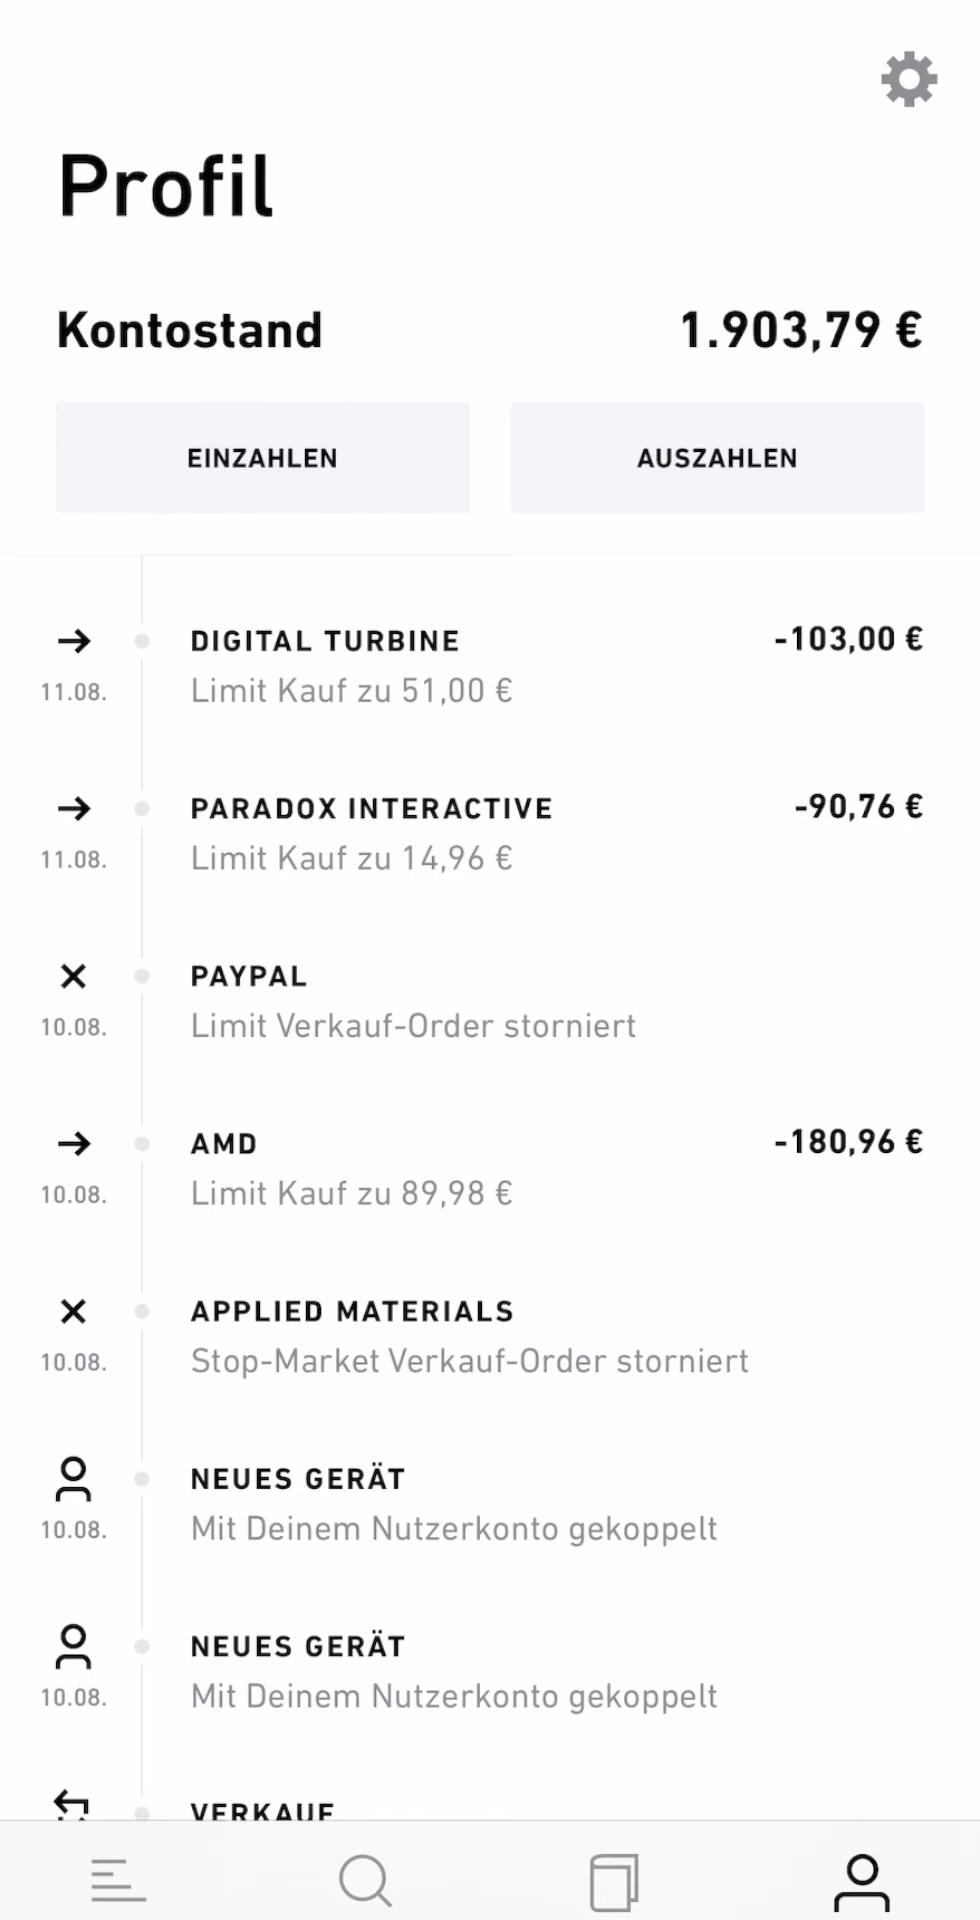 Profil
Kontostand 1.903,79 €
EINZAHLEN AUSZAHLEN
DIGITAL TURBINE -103,00 €
11.08. Limit Kauf zu 51,00 €
PARADOX INTERACTIVE -90,76 €
11.08. Limit Kauf zu 14,96 €
PAYPAL
10.08. Limit Verkauf-Order storniert
AMD -180,96 €
10.08. Limit Kauf zu 89,98 €
APPLIED MATERIALS
10.08. Stop-Market Verkauf-Order storniert
NEUES GERÄT
10.08. Mit Deinem Nutzerkonto gekoppelt
NEUES GERÄT
10.08. Mit Deinem Nutzerkonto gekoppelt
VERKAUF